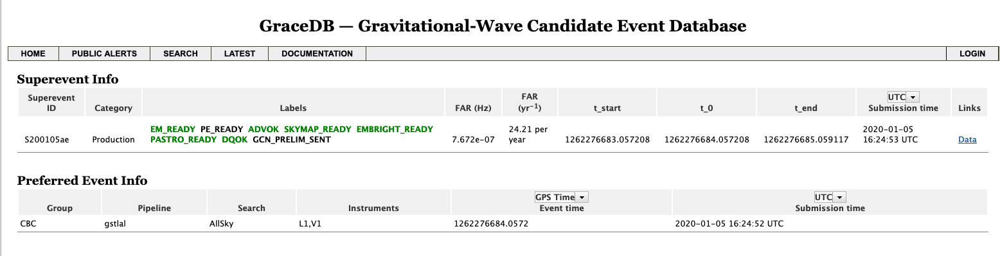 GraceDB — Gravitational-Wave Candidate Event Database
HOME PUBLIC ALERTS SEARCH LATEST DOCUMENTATION LOGIN
Superevent Info
Superevent ID Category Labels FAR (Hz) FAR (yr⁻¹) t_start t_0 t_end UTC Submission time Links
S200105ae Production EM_READY PE_READY ADVOK SKYMAP_READY EMBRIGHT_READY PASTRO_READY DQOK GCN_PRELIM_SENT 7.672e-07 24.21 per year 1262276683.057208 1262276684.057208 1262276685.059117 2020-01-05 16:24:53 UTC Data
Preferred Event Info
Group Pipeline Search Instruments GPS Time Event time UTC Submission time
CBC gstlal AllSky L1,V1 1262276684.0572 2020-01-05 16:24:52 UTC